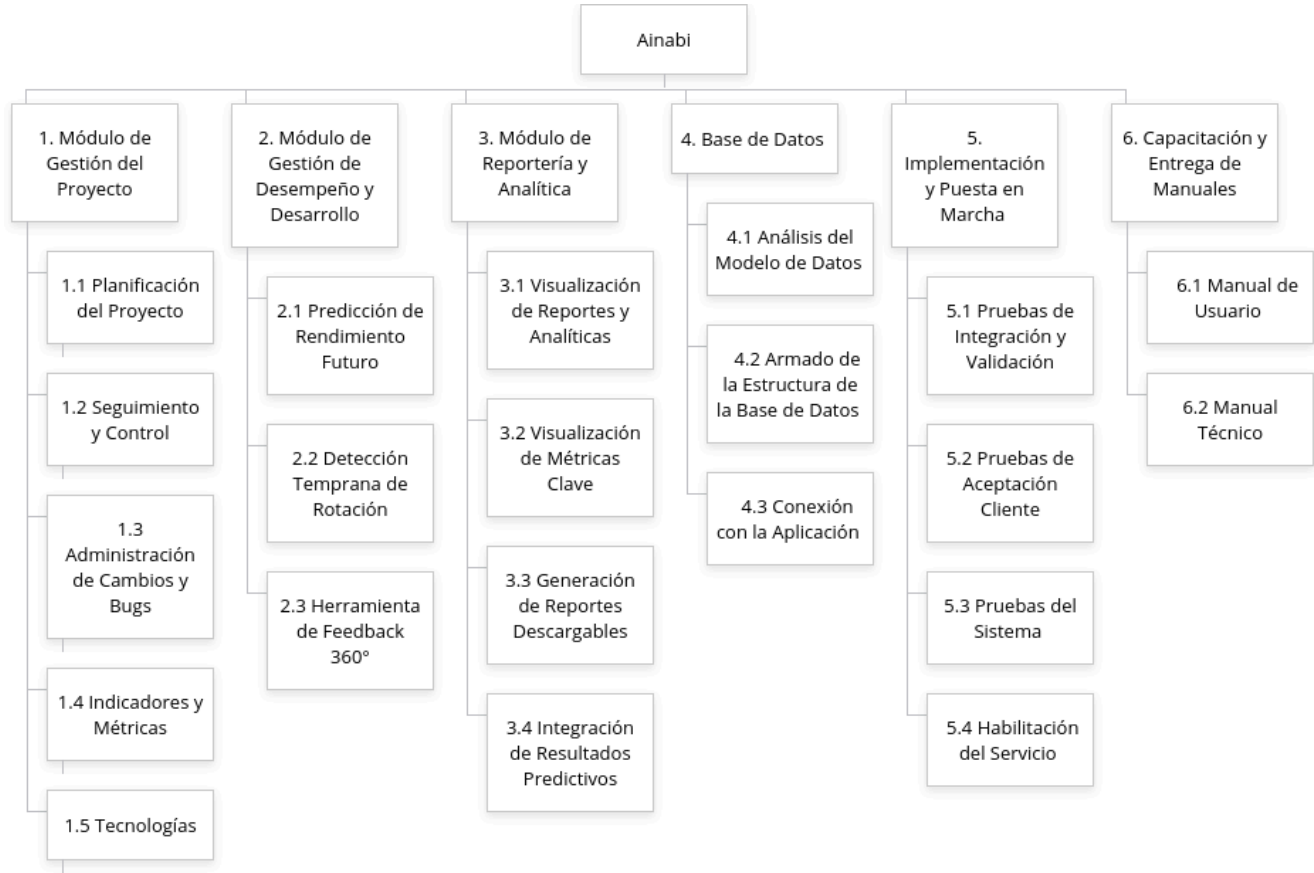 Ainabi
1. Módulo de
Gestión del
Proyecto
1.1 Planificación
del Proyecto
1.2 Seguimiento
y Control
1.3
Administración
de Cambios y
Bugs
1.4 Indicadores y
Métricas
1.5 Tecnologías
2. Módulo de
Gestión de
Desempeño y
Desarrollo
2.1 Predicción de
Rendimiento
Futuro
2.2 Detección
Temprana de
Rotación
2.3 Herramienta
de Feedback
360°
3. Módulo de
Reportería y
Analítica
3.1 Visualización
de Reportes y
Analíticas
3.2 Visualización
de Métricas
Clave
3.3 Generación
de Reportes
Descargables
3.4 Integración
de Resultados
Predictivos
4. Base de Datos
4.1 Análisis del
Modelo de Datos
4.2 Armado de
la Estructura de
la Base de Datos
4.3 Conexión
con la Aplicación
5.
Implementación
y Puesta en
Marcha
5.1 Pruebas de
Integración y
Validación
5.2 Pruebas de
Aceptación
Cliente
5.3 Pruebas del
Sistema
5.4 Habilitación
del Servicio
6. Capacitación y
Entrega de
Manuales
6.1 Manual de
Usuario
6.2 Manual
Técnico